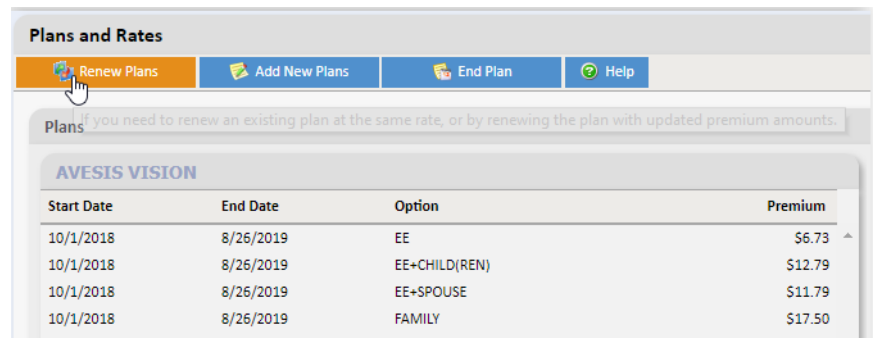 Plans and Rates
Renew Plans Add New Plans End Plan Help
If you need to renew an existing plan at the same rate, or by renewing the plan with updated premium amounts.
Plans
AVESIS VISION
Start Date End Date Option Premium
10/1/2018 8/26/2019 EE $6.73
10/1/2018 8/26/2019 EE+CHILD(REN) $12.79
10/1/2018 8/26/2019 EE+SPOUSE $11.79
10/1/2018 8/26/2019 FAMILY $17.50